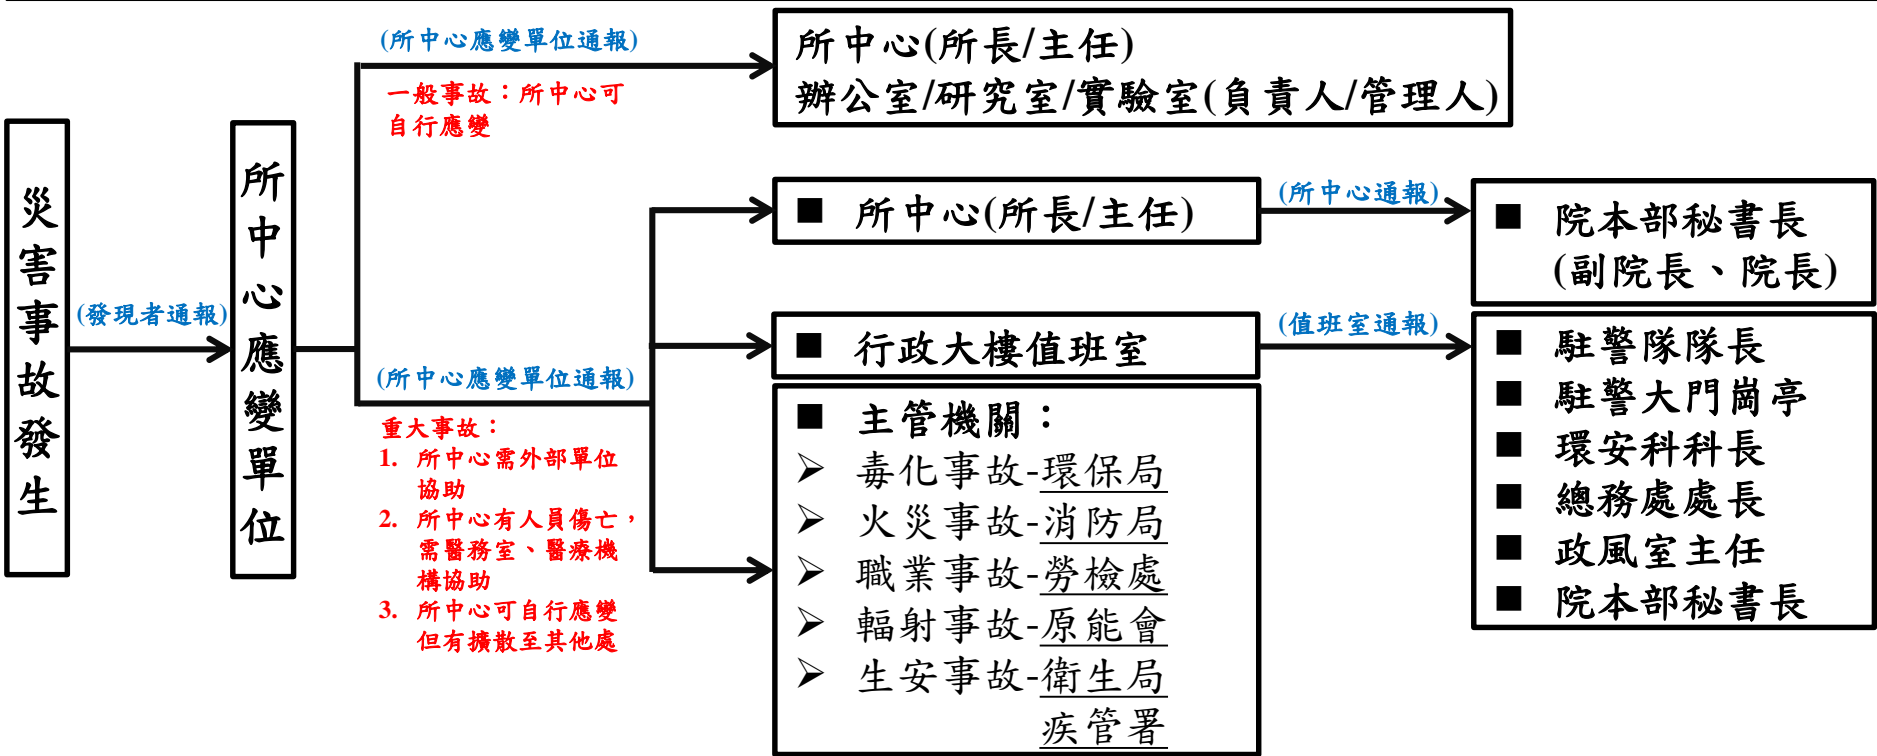 災害事故發生
(發現者通報)
所中心應變單位
(所中心應變單位通報)
一般事故：所中心可
自行應變
所中心(所長/主任)
辦公室/研究室/實驗室(負責人/管理人)
(所中心應變單位通報)
重大事故：
1. 所中心需外部單位
協助
2. 所中心有人員傷亡，
需醫務室、醫療機
構協助
3. 所中心可自行應變
但有擴散至其他處
■ 所中心(所長/主任)
(所中心通報)
■ 院本部秘書長
(副院長、院長)
■ 行政大樓值班室
(值班室通報)
■ 駐警隊隊長
■ 駐警大門崗亭
■ 環安科科長
■ 總務處處長
■ 政風室主任
■ 院本部秘書長
■ 主管機關：
➢ 毒化事故-環保局
➢ 火災事故-消防局
➢ 職業事故-勞檢處
➢ 輻射事故-原能會
➢ 生安事故-衛生局
疾管署